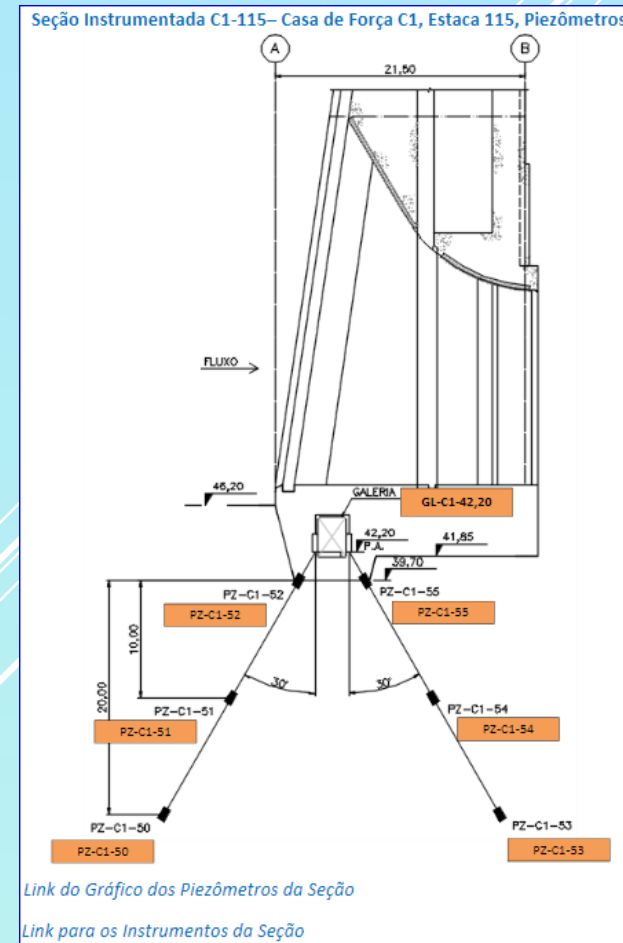 Seção Instrumentada C1-115– Casa de Força C1, Estaca 115, Piezômetros
A
B
21,50
FLUXO
46,20
GALERIA
GL-C1-42,20
42,20
P.A.
41,85
39,70
PZ-C1-52
PZ-C1-55
PZ-C1-52
PZ-C1-55
10,00
20,00
30°
30°
PZ-C1-51
PZ-C1-54
PZ-C1-51
PZ-C1-54
PZ-C1-50
PZ-C1-53
PZ-C1-50
PZ-C1-53
Link do Gráfico dos Piezômetros da Seção
Link para os Instrumentos da Seção